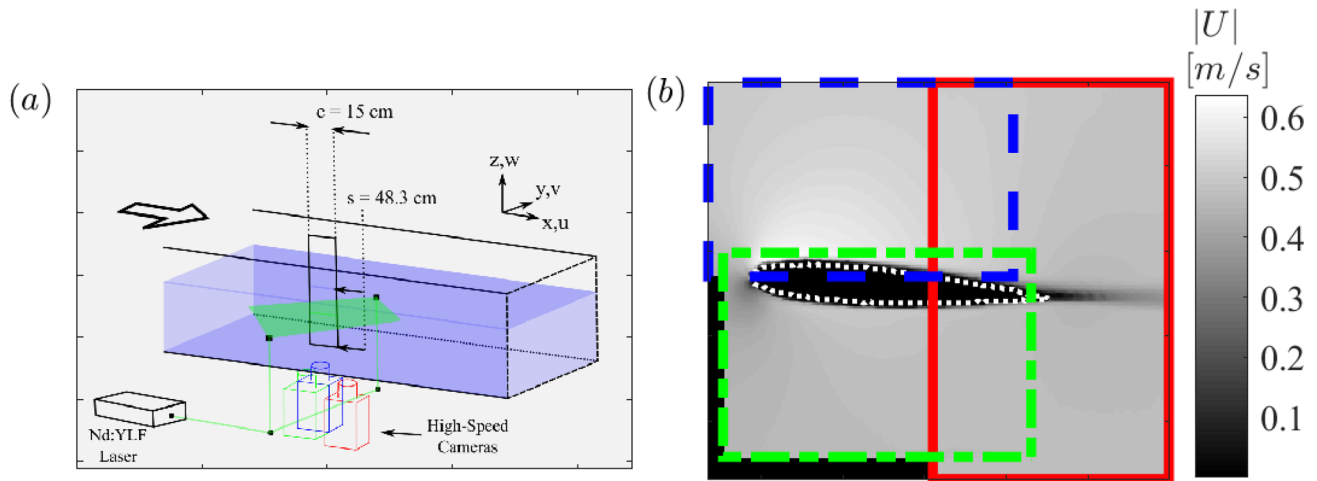 (a)
c = 15 cm
s = 48.3 cm
z,w
y,v
x,u
Nd:YLF
Laser
High-Speed
Cameras
(b)
|U|
[m/s]
0.6
0.5
0.4
0.3
0.2
0.1